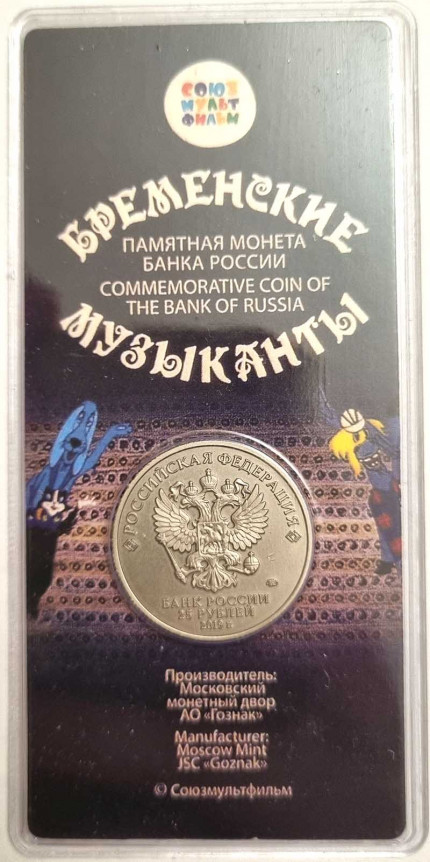 СОЮЗ
МУЛЬТ
ФИЛЬМ
БРЕМЕНСКИЕ
ПАМЯТНАЯ МОНЕТА
БАНКА РОССИИ
COMMEMORATIVE COIN OF
THE BANK OF RUSSIA
МУЗЫКАНТЫ
РОССИЙСКАЯ ФЕДЕРАЦИЯ
БАНК РОССИИ
25 РУБЛЕЙ
2019 г.
Производитель:
Московский
монетный двор
АО «Гознак»
Manufacturer:
Moscow Mint
JSC «Goznak»
© Союзмультфильм